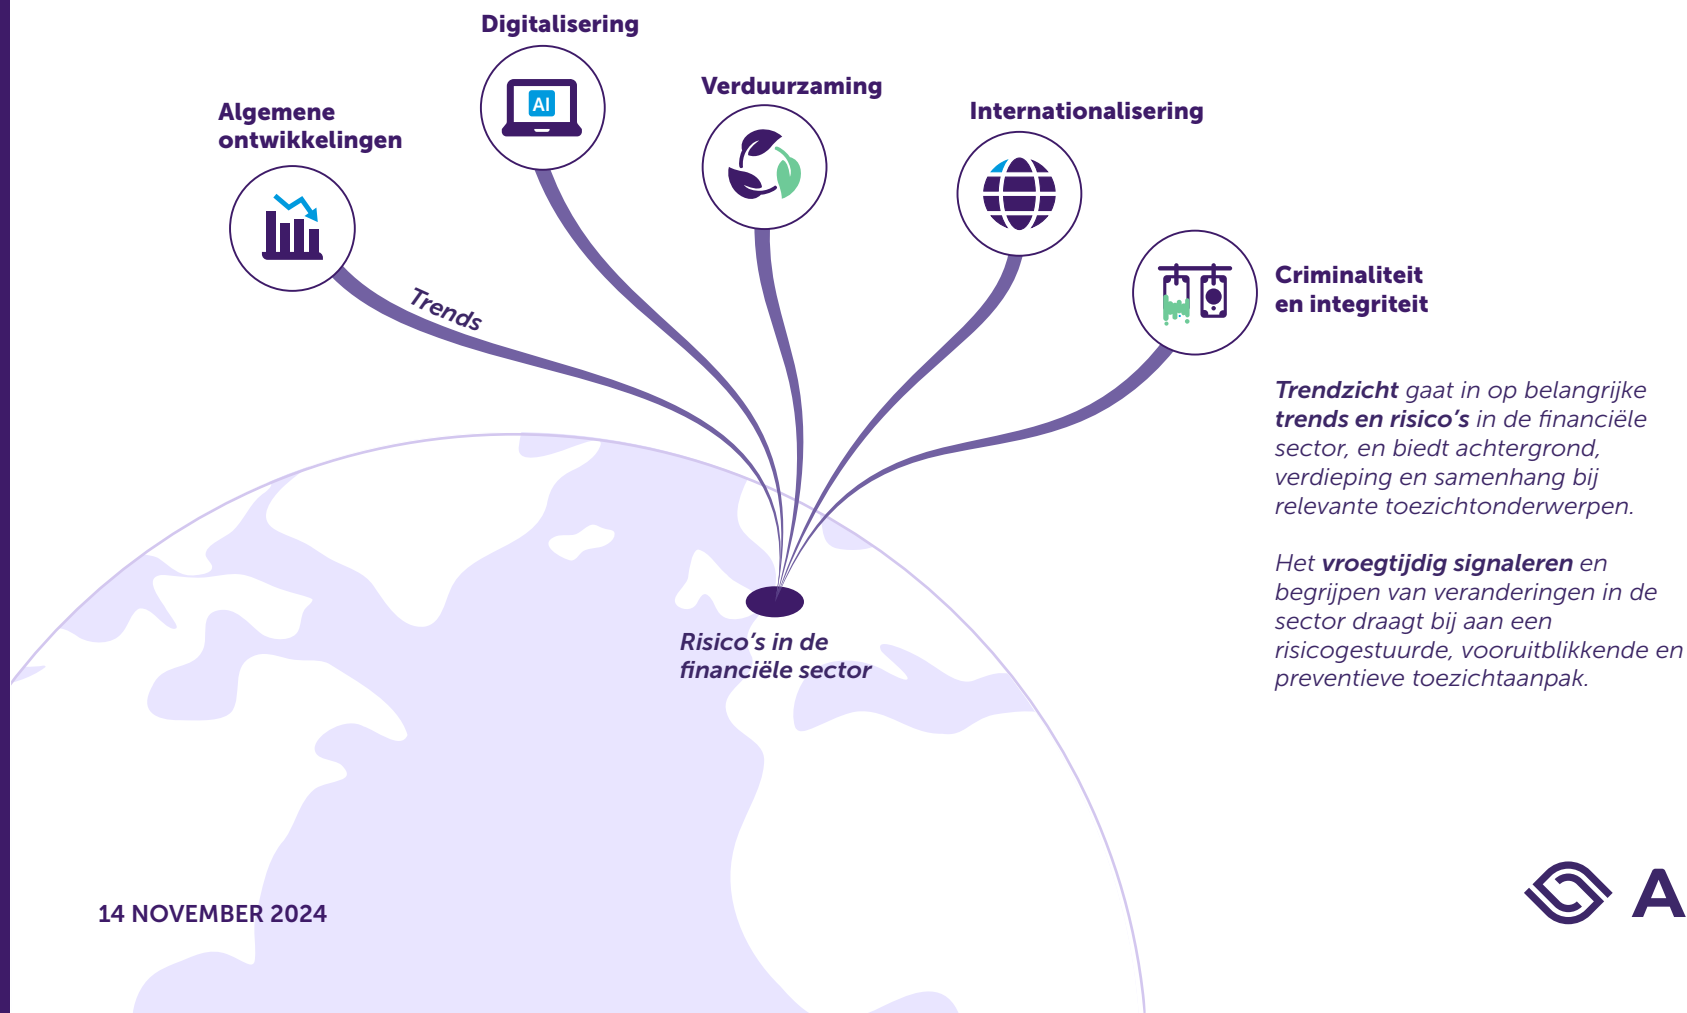 Digitalisering
AI
Verduurzaming
Algemene
ontwikkelingen
Internationalisering
Trends
Criminaliteit
en integriteit
Trendzicht gaat in op belangrijke
trends en risico’s in de financiële
sector, en biedt achtergrond,
verdieping en samenhang bij
relevante toezichtonderwerpen.
Het vroegtijdig signaleren en
begrijpen van veranderingen in de
sector draagt bij aan een
risicogestuurde, vooruitblikkende en
preventieve toezichtaanpak.
Risico’s in de
financiële sector
14 NOVEMBER 2024
A